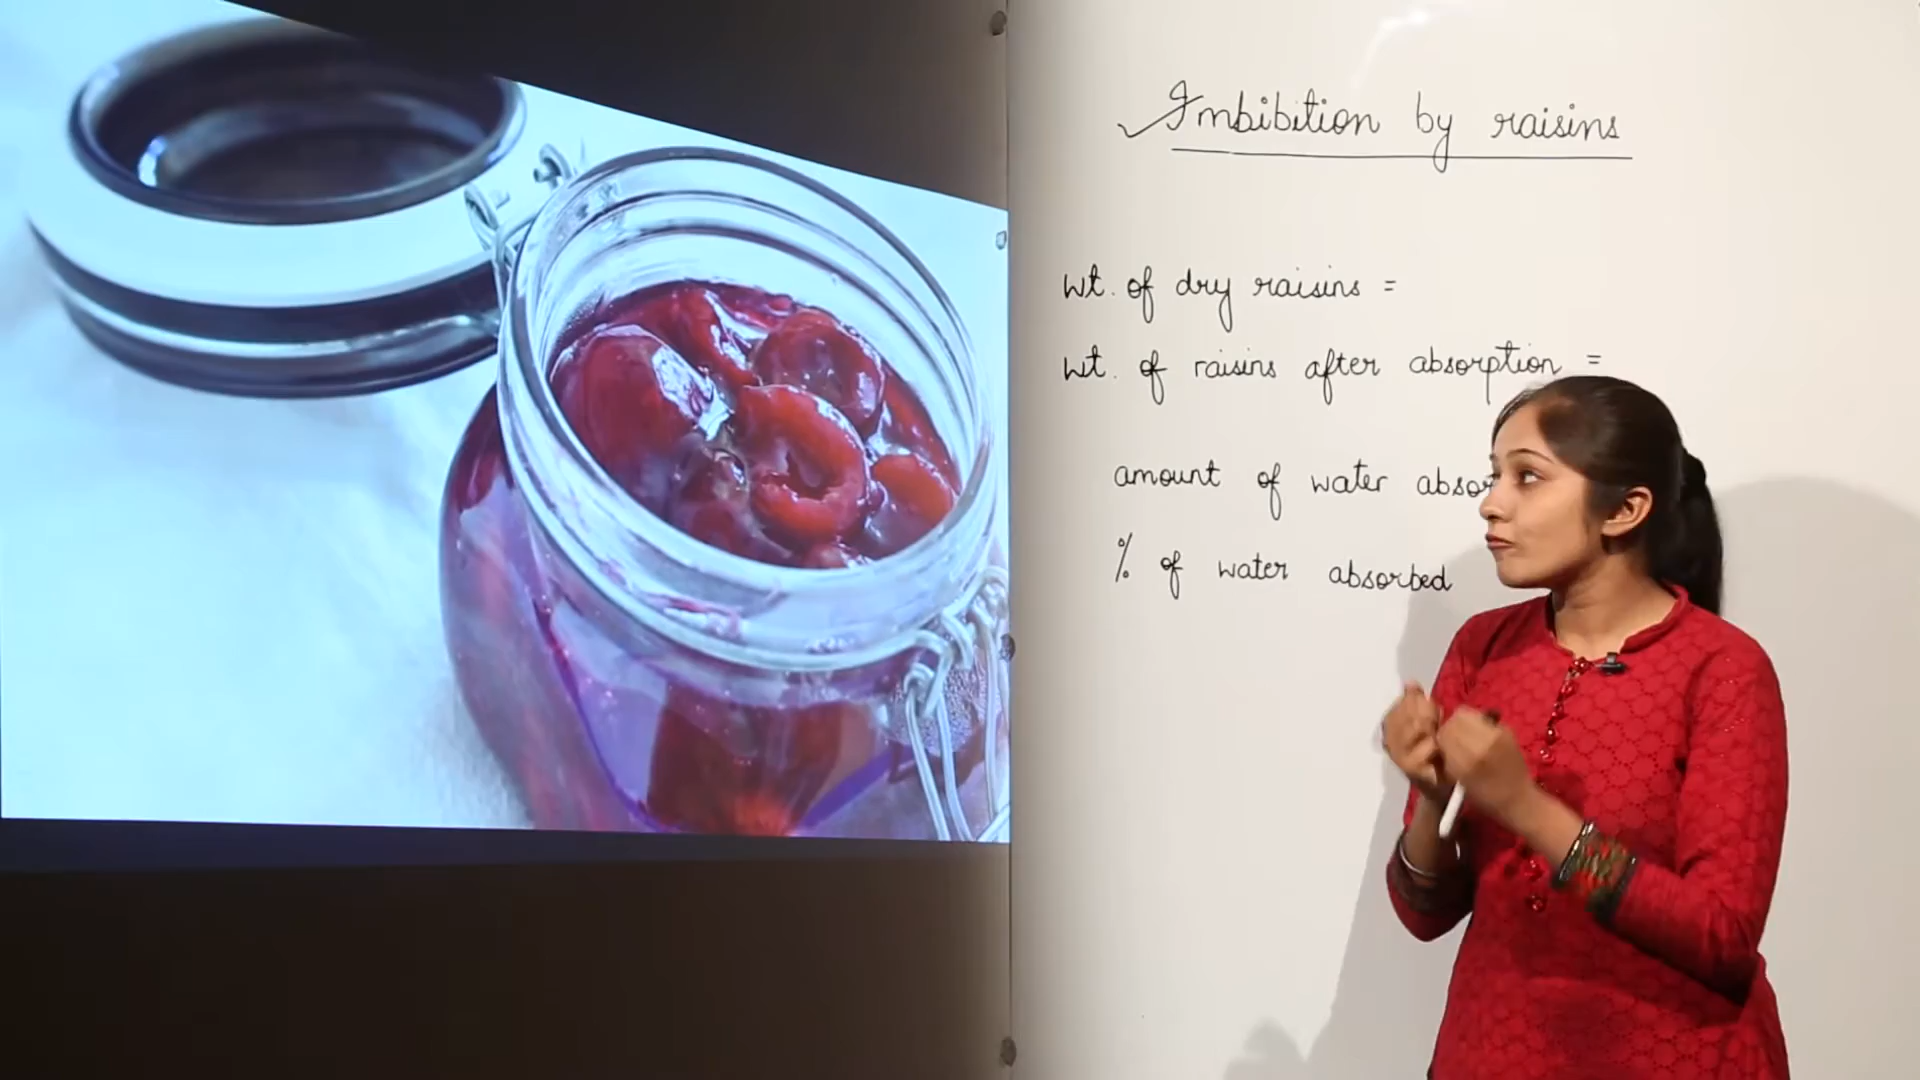 Imbibition by raisins
wt. of dry raisins =
wt. of raisins after absorption =
amount of water
% of water absorbed